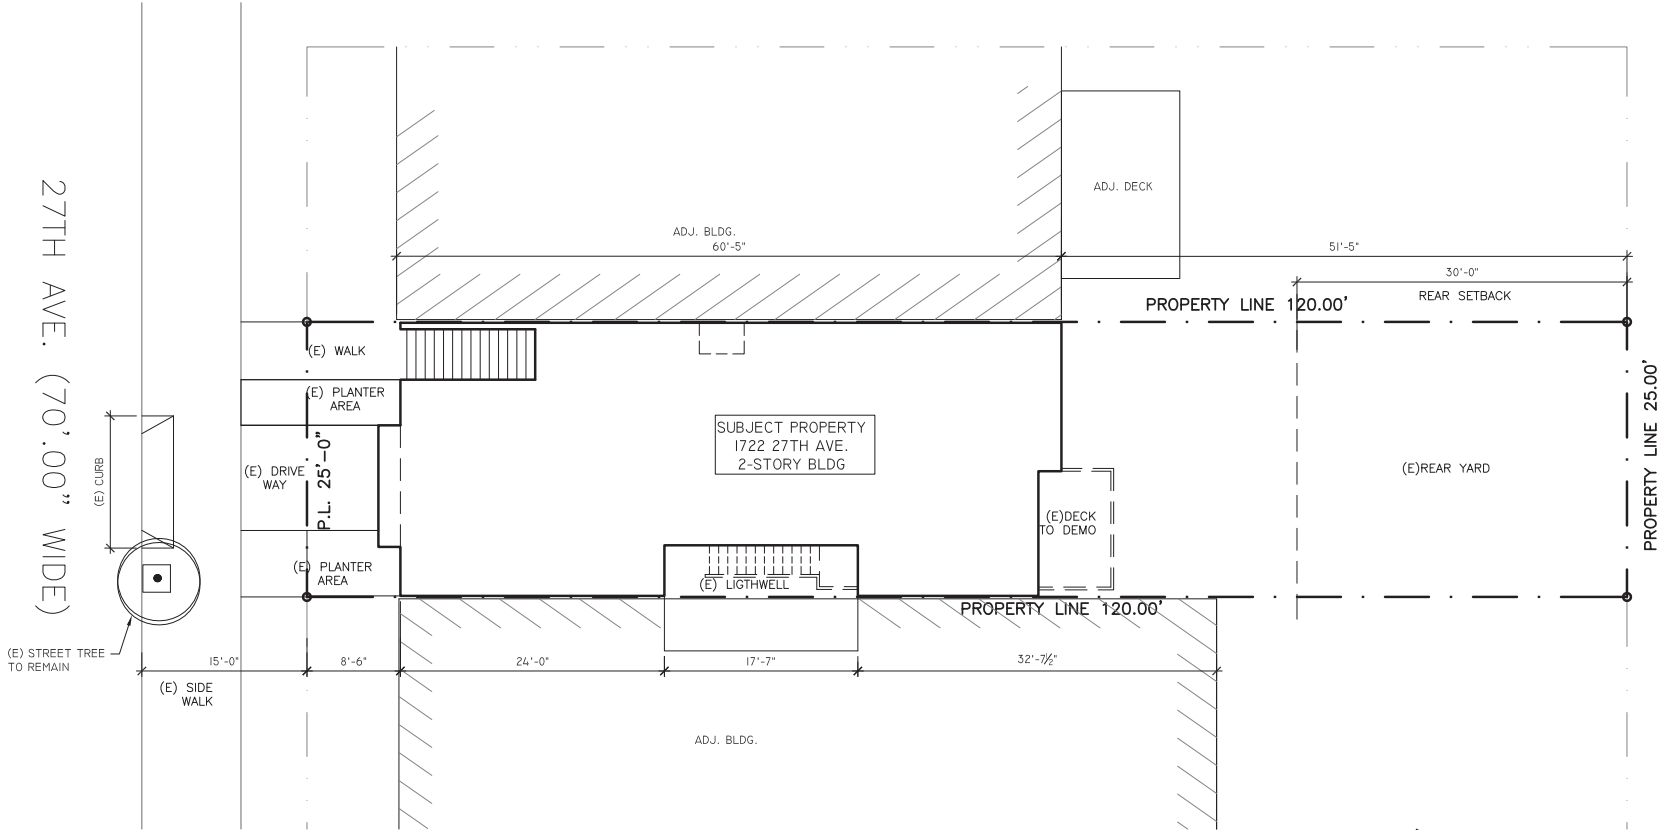 27TH AVE. (70'.00" WIDE)
ADJ. DECK
ADJ. BLDG.
60'-5"
51'-5"
30'-0"
REAR SETBACK
PROPERTY LINE 120.00'
(E) WALK
(E) PLANTER
AREA
SUBJECT PROPERTY
1722 27TH AVE.
2-STORY BLDG
PROPERTY LINE 25.00'
(E) CURB
(E) DRIVE
WAY
P.L. 25'-0"
(E)REAR YARD
(E)DECK
TO DEMO
(E) PLANTER
AREA
(E) LIGTHWELL
PROPERTY LINE 120.00'
(E) STREET TREE
TO REMAIN
15'-0"
8'-6"
24'-0"
17'-7"
32'-7½"
(E) SIDE
WALK
ADJ. BLDG.